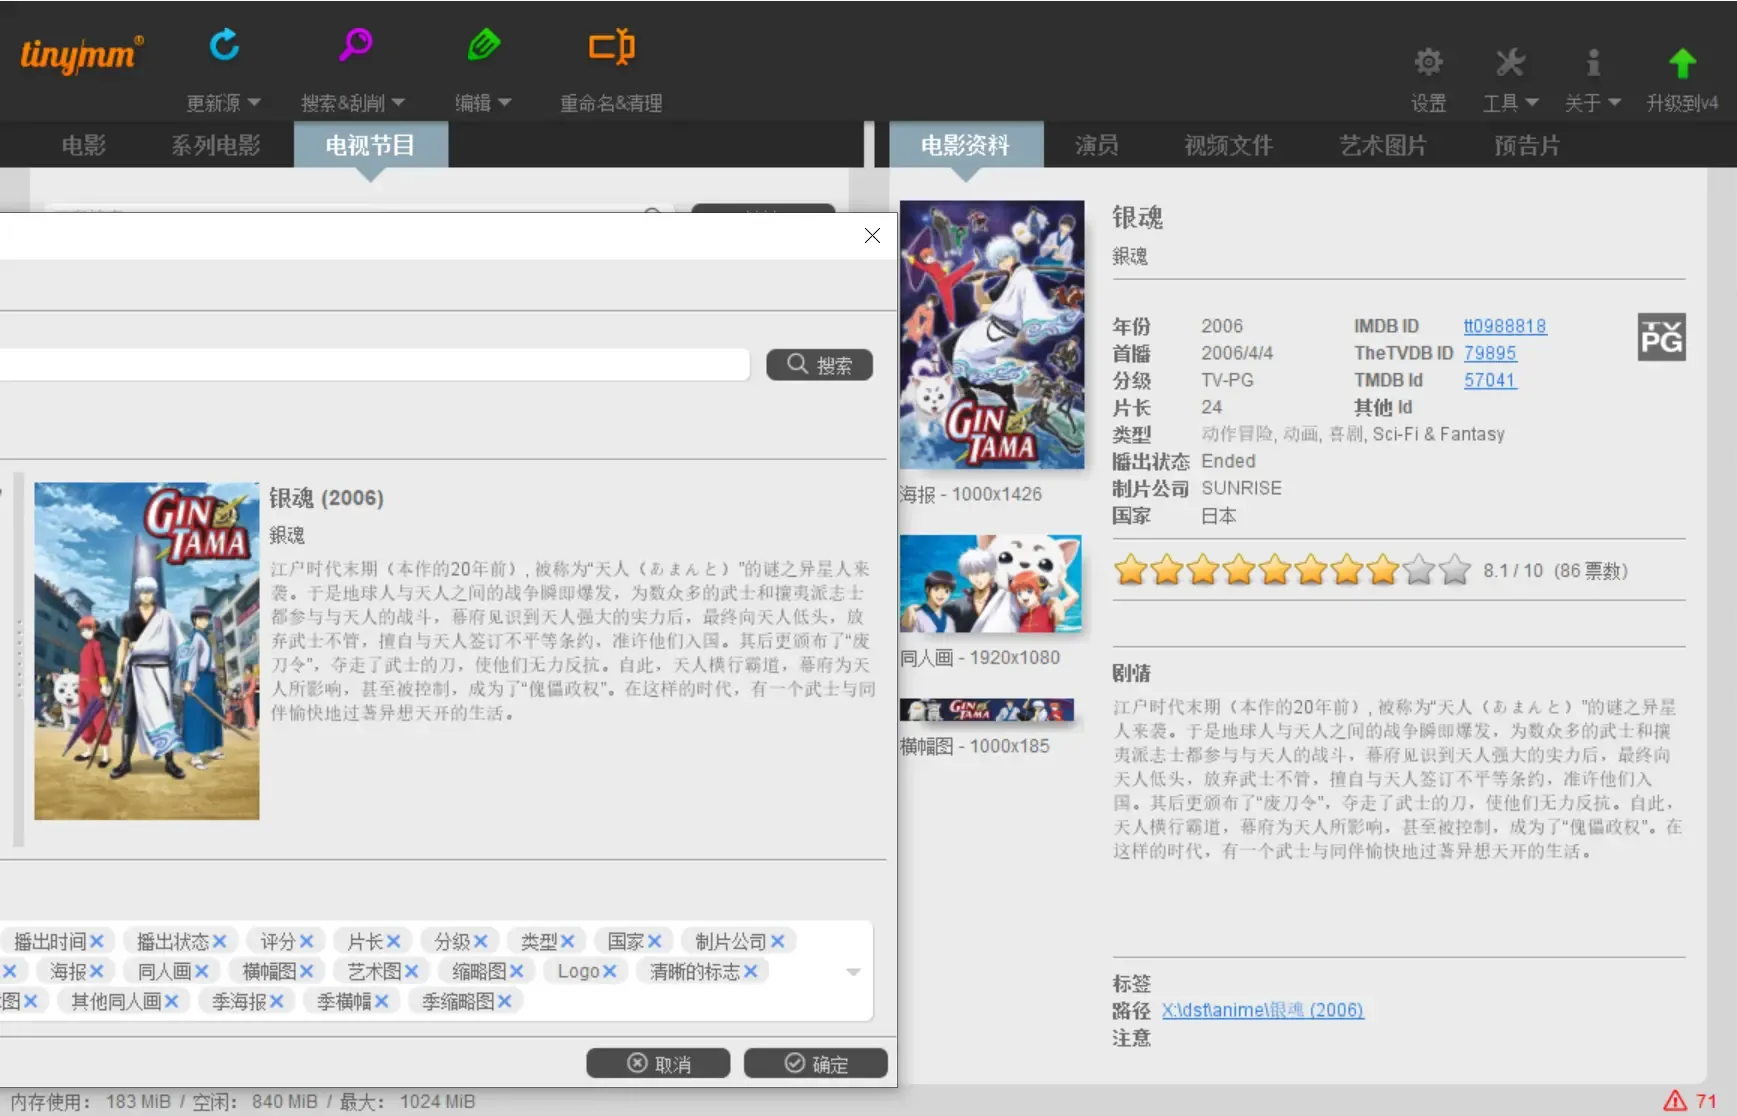 tinymm®
更新源
搜索&刮削
编辑
重命名&清理
设置
工具
关于
升级到v4
电影
系列电影
电视节目
电影资料
演员
视频文件
艺术图片
预告片
搜索
银魂 (2006)
銀魂
江户时代末期（本作的20年前）, 被称为“天人（あまんと）”的谜之异星人来
袭。于是地球人与天人之间的战争瞬即爆发，为数众多的武士和攘夷派志士
都参与与天人的战斗，幕府见识到天人强大的实力后，最终向天人低头，放
弃武士不管，擅自与天人签订不平等条约，准许他们入国。其后更颁布了“废
刀令”，夺走了武士的刀，使他们无力反抗。自此，天人横行霸道，幕府为天
人所影响，甚至被控制，成为了“傀儡政权”。在这样的时代，有一个武士与同
伴愉快地过著异想天开的生活。
GIN TAMA
播出时间
播出状态
评分
片长
分级
类型
国家
制片公司
海报
同人画
横幅图
艺术图
缩略图
Logo
清晰的标志
图
其他同人画
季海报
季横幅
季缩略图
取消
确定
GIN TAMA
海报 - 1000x1426
同人画 - 1920x1080
GIN TAMA
横幅图 - 1000x185
银魂
銀魂
年份 2006 IMDB ID tt0988818
首播 2006/4/4 TheTVDB ID 79895
分级 TV-PG TMDB Id 57041
片长 24 其他 Id
类型 动作冒险, 动画, 喜剧, Sci-Fi & Fantasy
播出状态 Ended
制片公司 SUNRISE
国家 日本
TV PG
8.1 / 10 (86 票数)
剧情
江户时代末期（本作的20年前）, 被称为“天人（あまんと）”的谜之异星
人来袭。于是地球人与天人之间的战争瞬即爆发，为数众多的武士和攘
夷派志士都参与与天人的战斗，幕府见识到天人强大的实力后，最终向
天人低头，放弃武士不管，擅自与天人签订不平等条约，准许他们入
国。其后更颁布了“废刀令”，夺走了武士的刀，使他们无力反抗。自此，
天人横行霸道，幕府为天人所影响，甚至被控制，成为了“傀儡政权”。在
这样的时代，有一个武士与同伴愉快地过著异想天开的生活。
标签
路径 X:\dst\anime\银魂 (2006)
注意
内存使用： 183 MiB / 空闲： 840 MiB / 最大： 1024 MiB
71